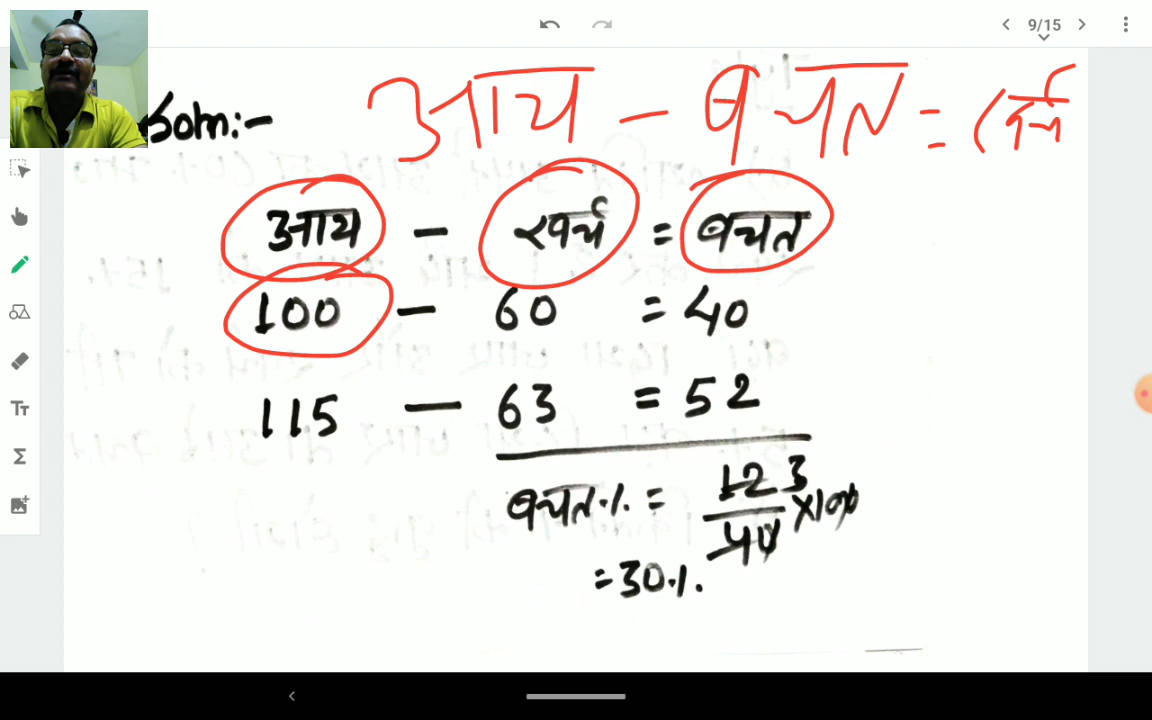 9/15
Soln:-
आय - बचत = खर्च
आय - खर्च = बचत
100 - 60 = 40
115 - 63 = 52
बचत·/. = 12 3
40 ×100
= 30·/.